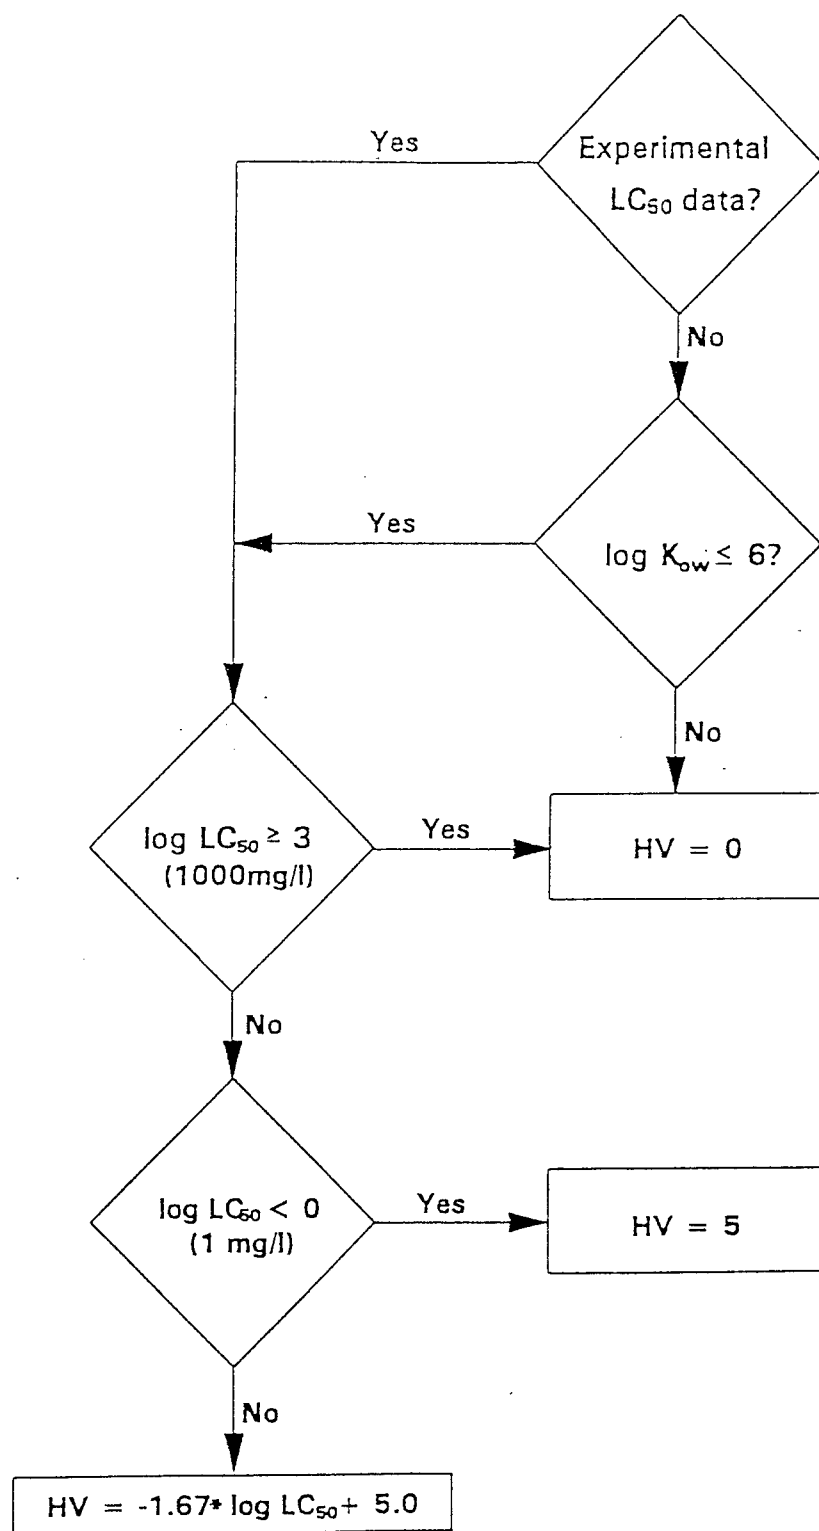 Experimental
LC₅₀ data?
Yes
No
log Kₒw ≤ 6?
Yes
No
log LC₅₀ ≥ 3
(1000mg/l)
Yes
HV = 0
No
log LC₅₀ < 0
(1 mg/l)
Yes
HV = 5
No
HV = -1.67* log LC₅₀ + 5.0